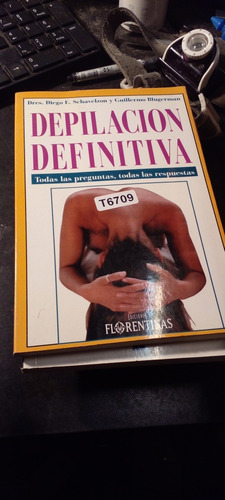 Dres. Diego E. Schavelzon y Guillermo Blugerman
DEPILACION
DEFINITIVA
Todas las preguntas, todas las respuestas
T6709
FLORENTINAS